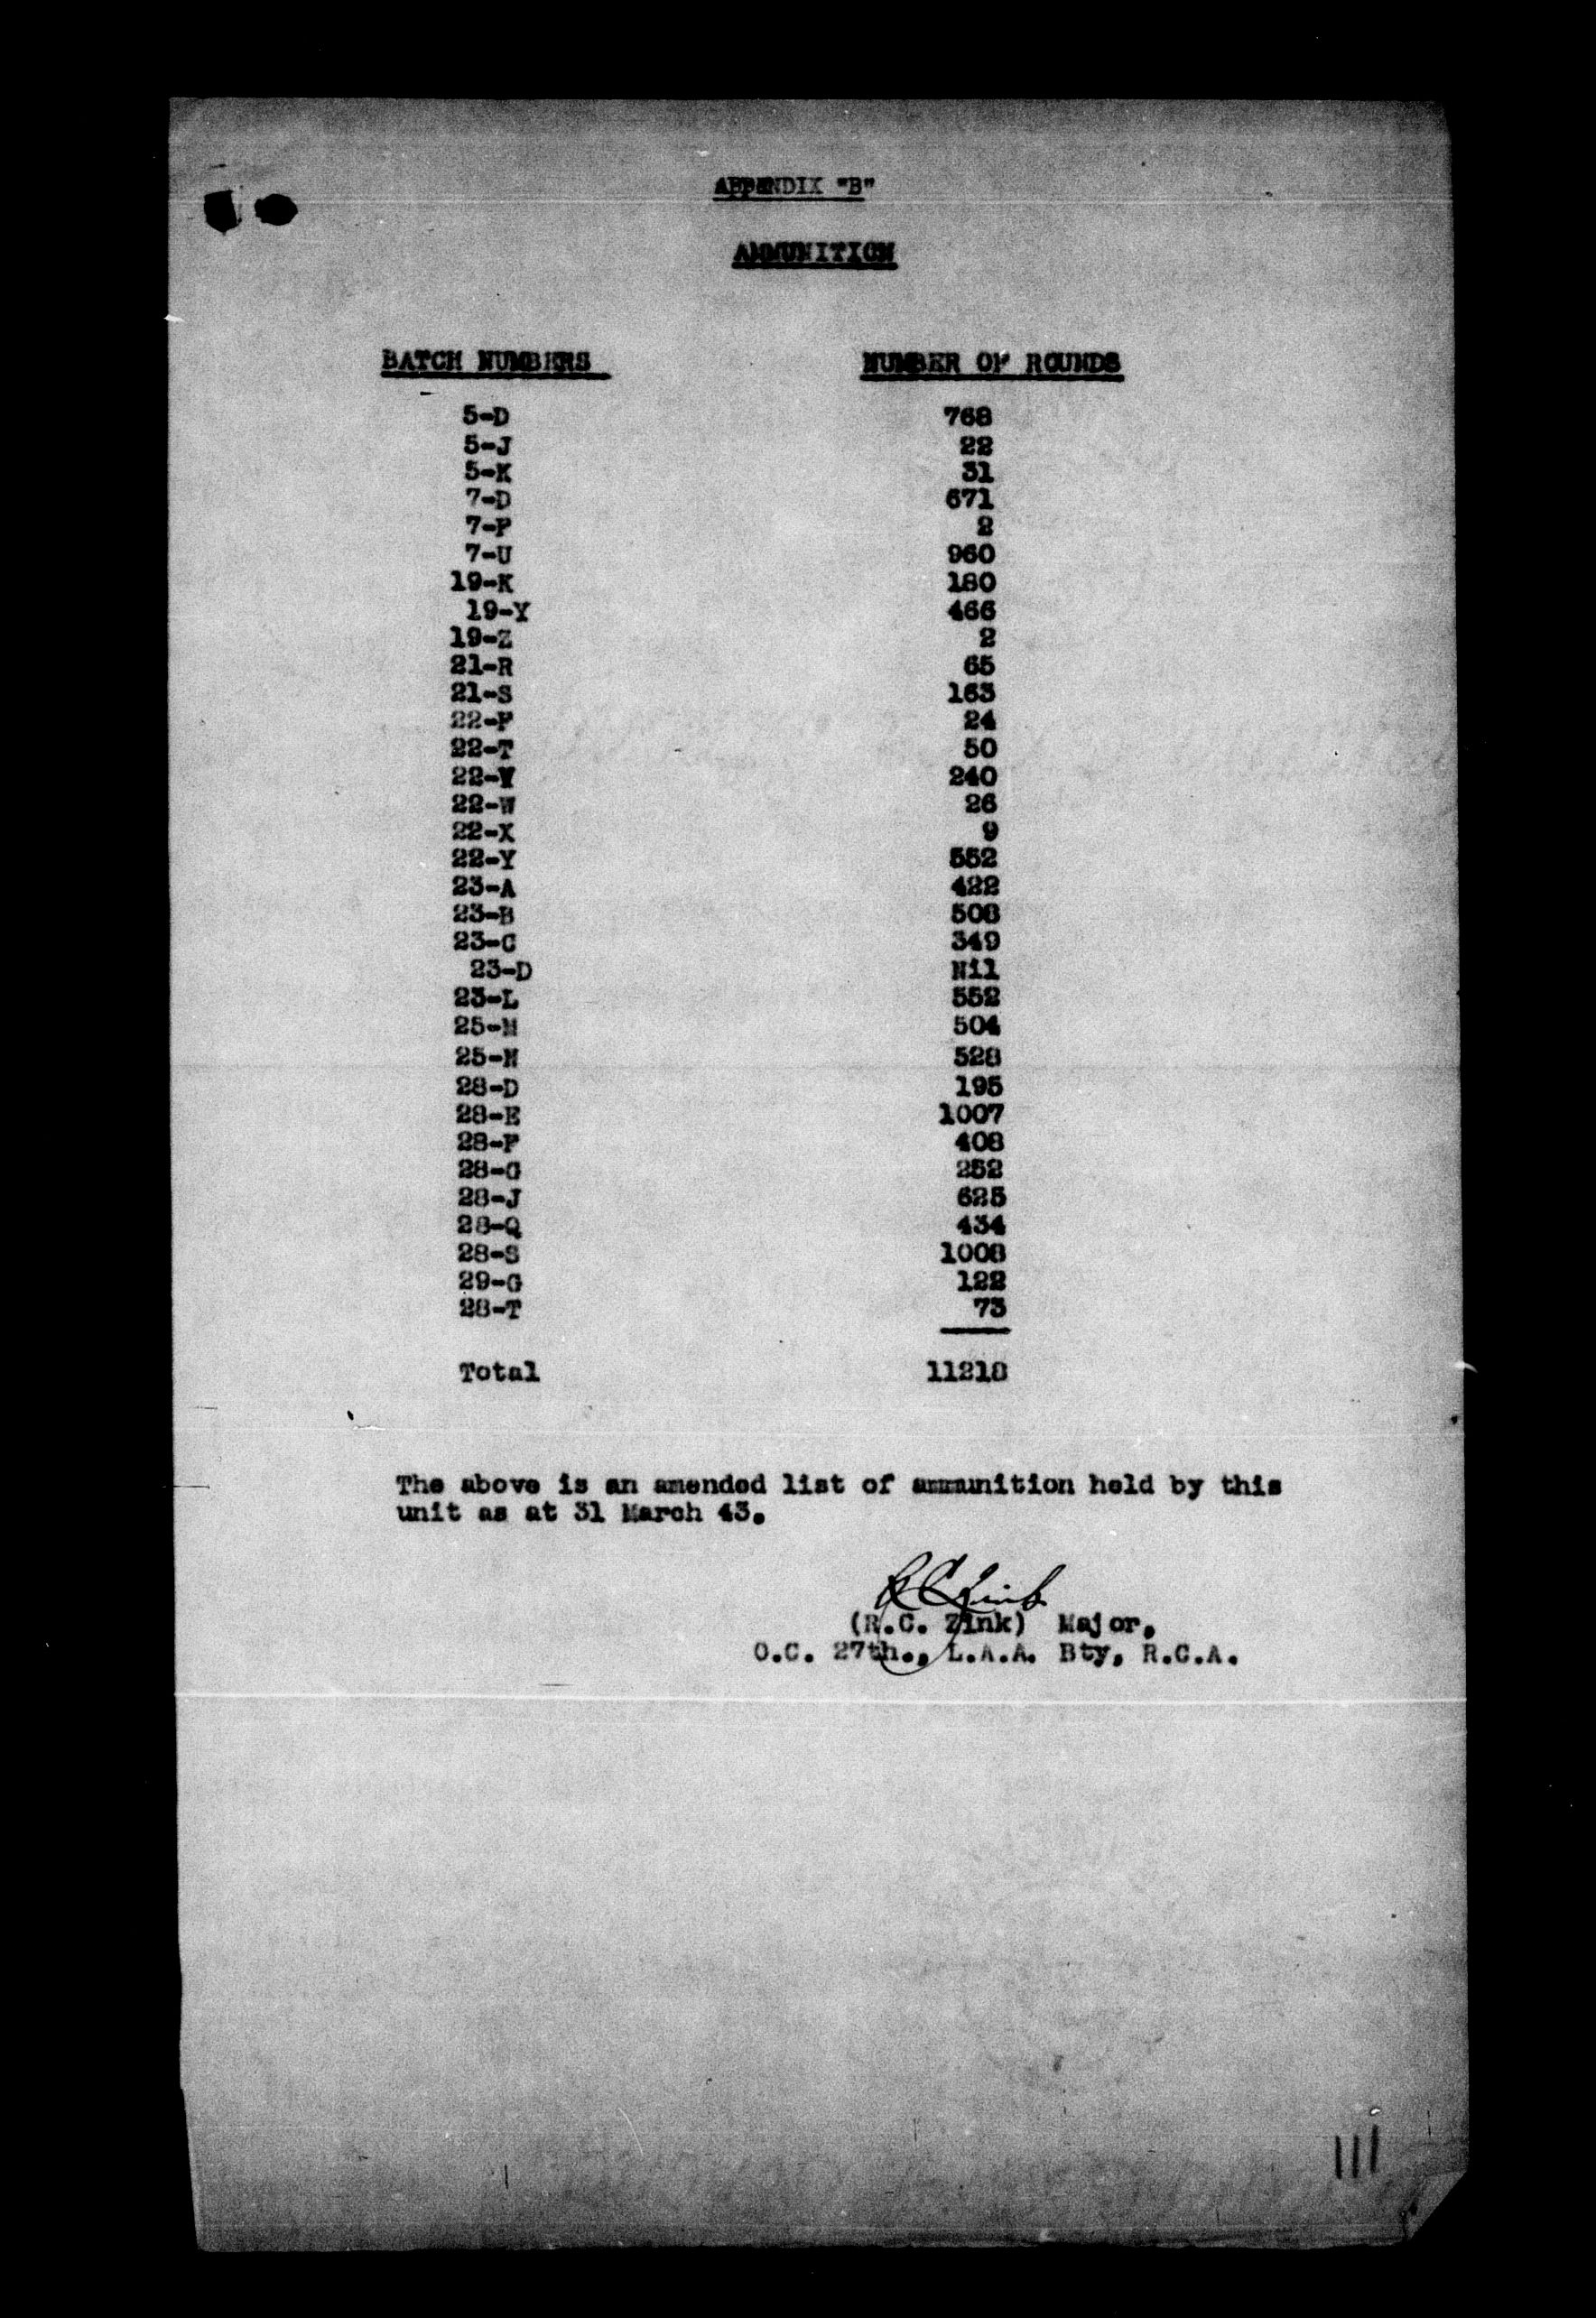 APPENDIX "B"
AMMUNITION
BATCH NUMBERS NUMBER OF ROUNDS
5-D 768
5-J 22
5-K 31
7-D 671
7-F 2
7-U 960
19-K 180
19-Y 466
19-Z 2
21-R 65
21-S 163
22-F 24
22-T 50
22-V 240
22-W 26
22-X 9
22-Y 552
23-A 422
23-B 508
23-C 349
23-D Nil
23-L 552
25-M 504
25-N 528
28-D 195
28-E 1007
28-F 408
28-G 252
28-J 625
28-Q 434
28-S 1008
29-G 122
28-T 73
Total 11218
The above is an amended list of ammunition held by this
unit as at 31 March 43.
R C Zink
(R.C. Zink) Major,
O.C. 27th., L.A.A. Bty, R.C.A.
111